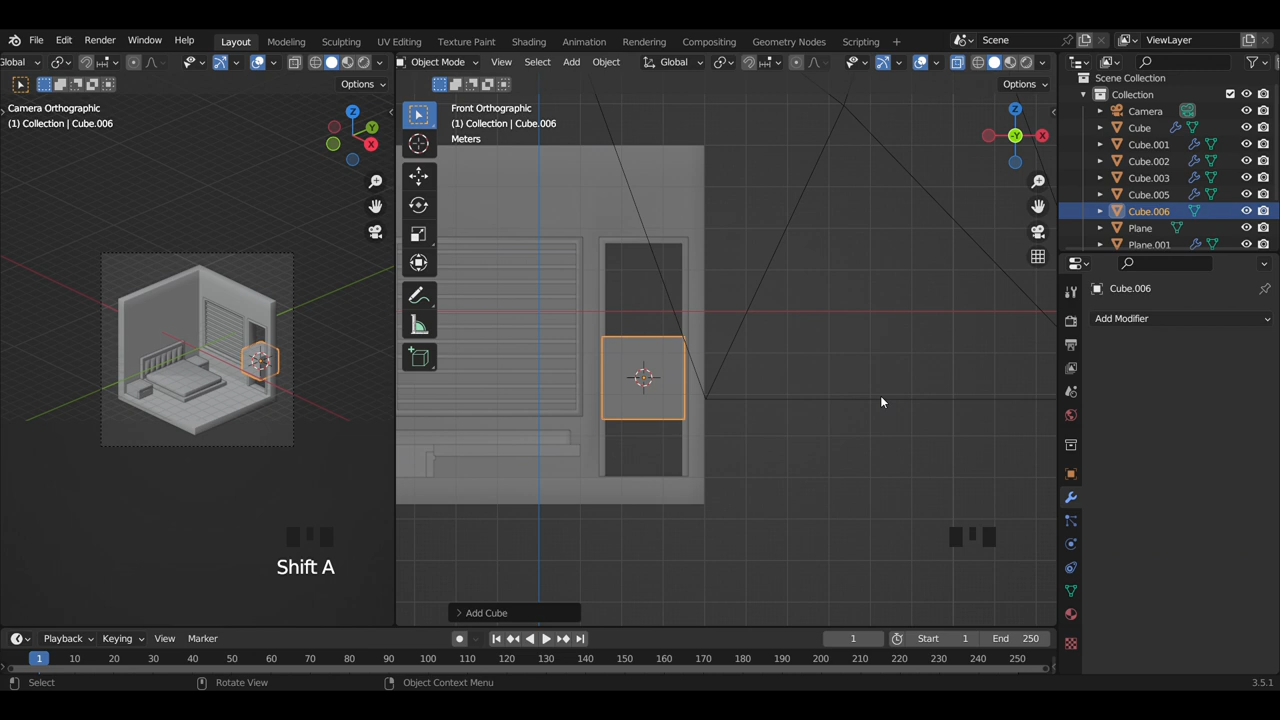 File Edit Render Window Help Layout Modeling Sculpting UV Editing Texture Paint Shading Animation Rendering Compositing Geometry Nodes Scripting + Scene ViewLayer
Global Object Mode View Select Add Object Global
Options Options
Camera Orthographic
(1) Collection | Cube.006
Front Orthographic
(1) Collection | Cube.006
Meters
Z
Y
X
Z
-Y
X
Scene Collection
Collection
Camera
Cube
Cube.001
Cube.002
Cube.003
Cube.005
Cube.006
Plane
Plane.001
Cube.006
Add Modifier
Shift A
Add Cube
Playback Keying View Marker 1 Start 1 End 250
1 10 20 30 40 50 60 70 80 90 100 110 120 130 140 150 160 170 180 190 200 210 220 230 240 250
Select Rotate View Object Context Menu 3.5.1